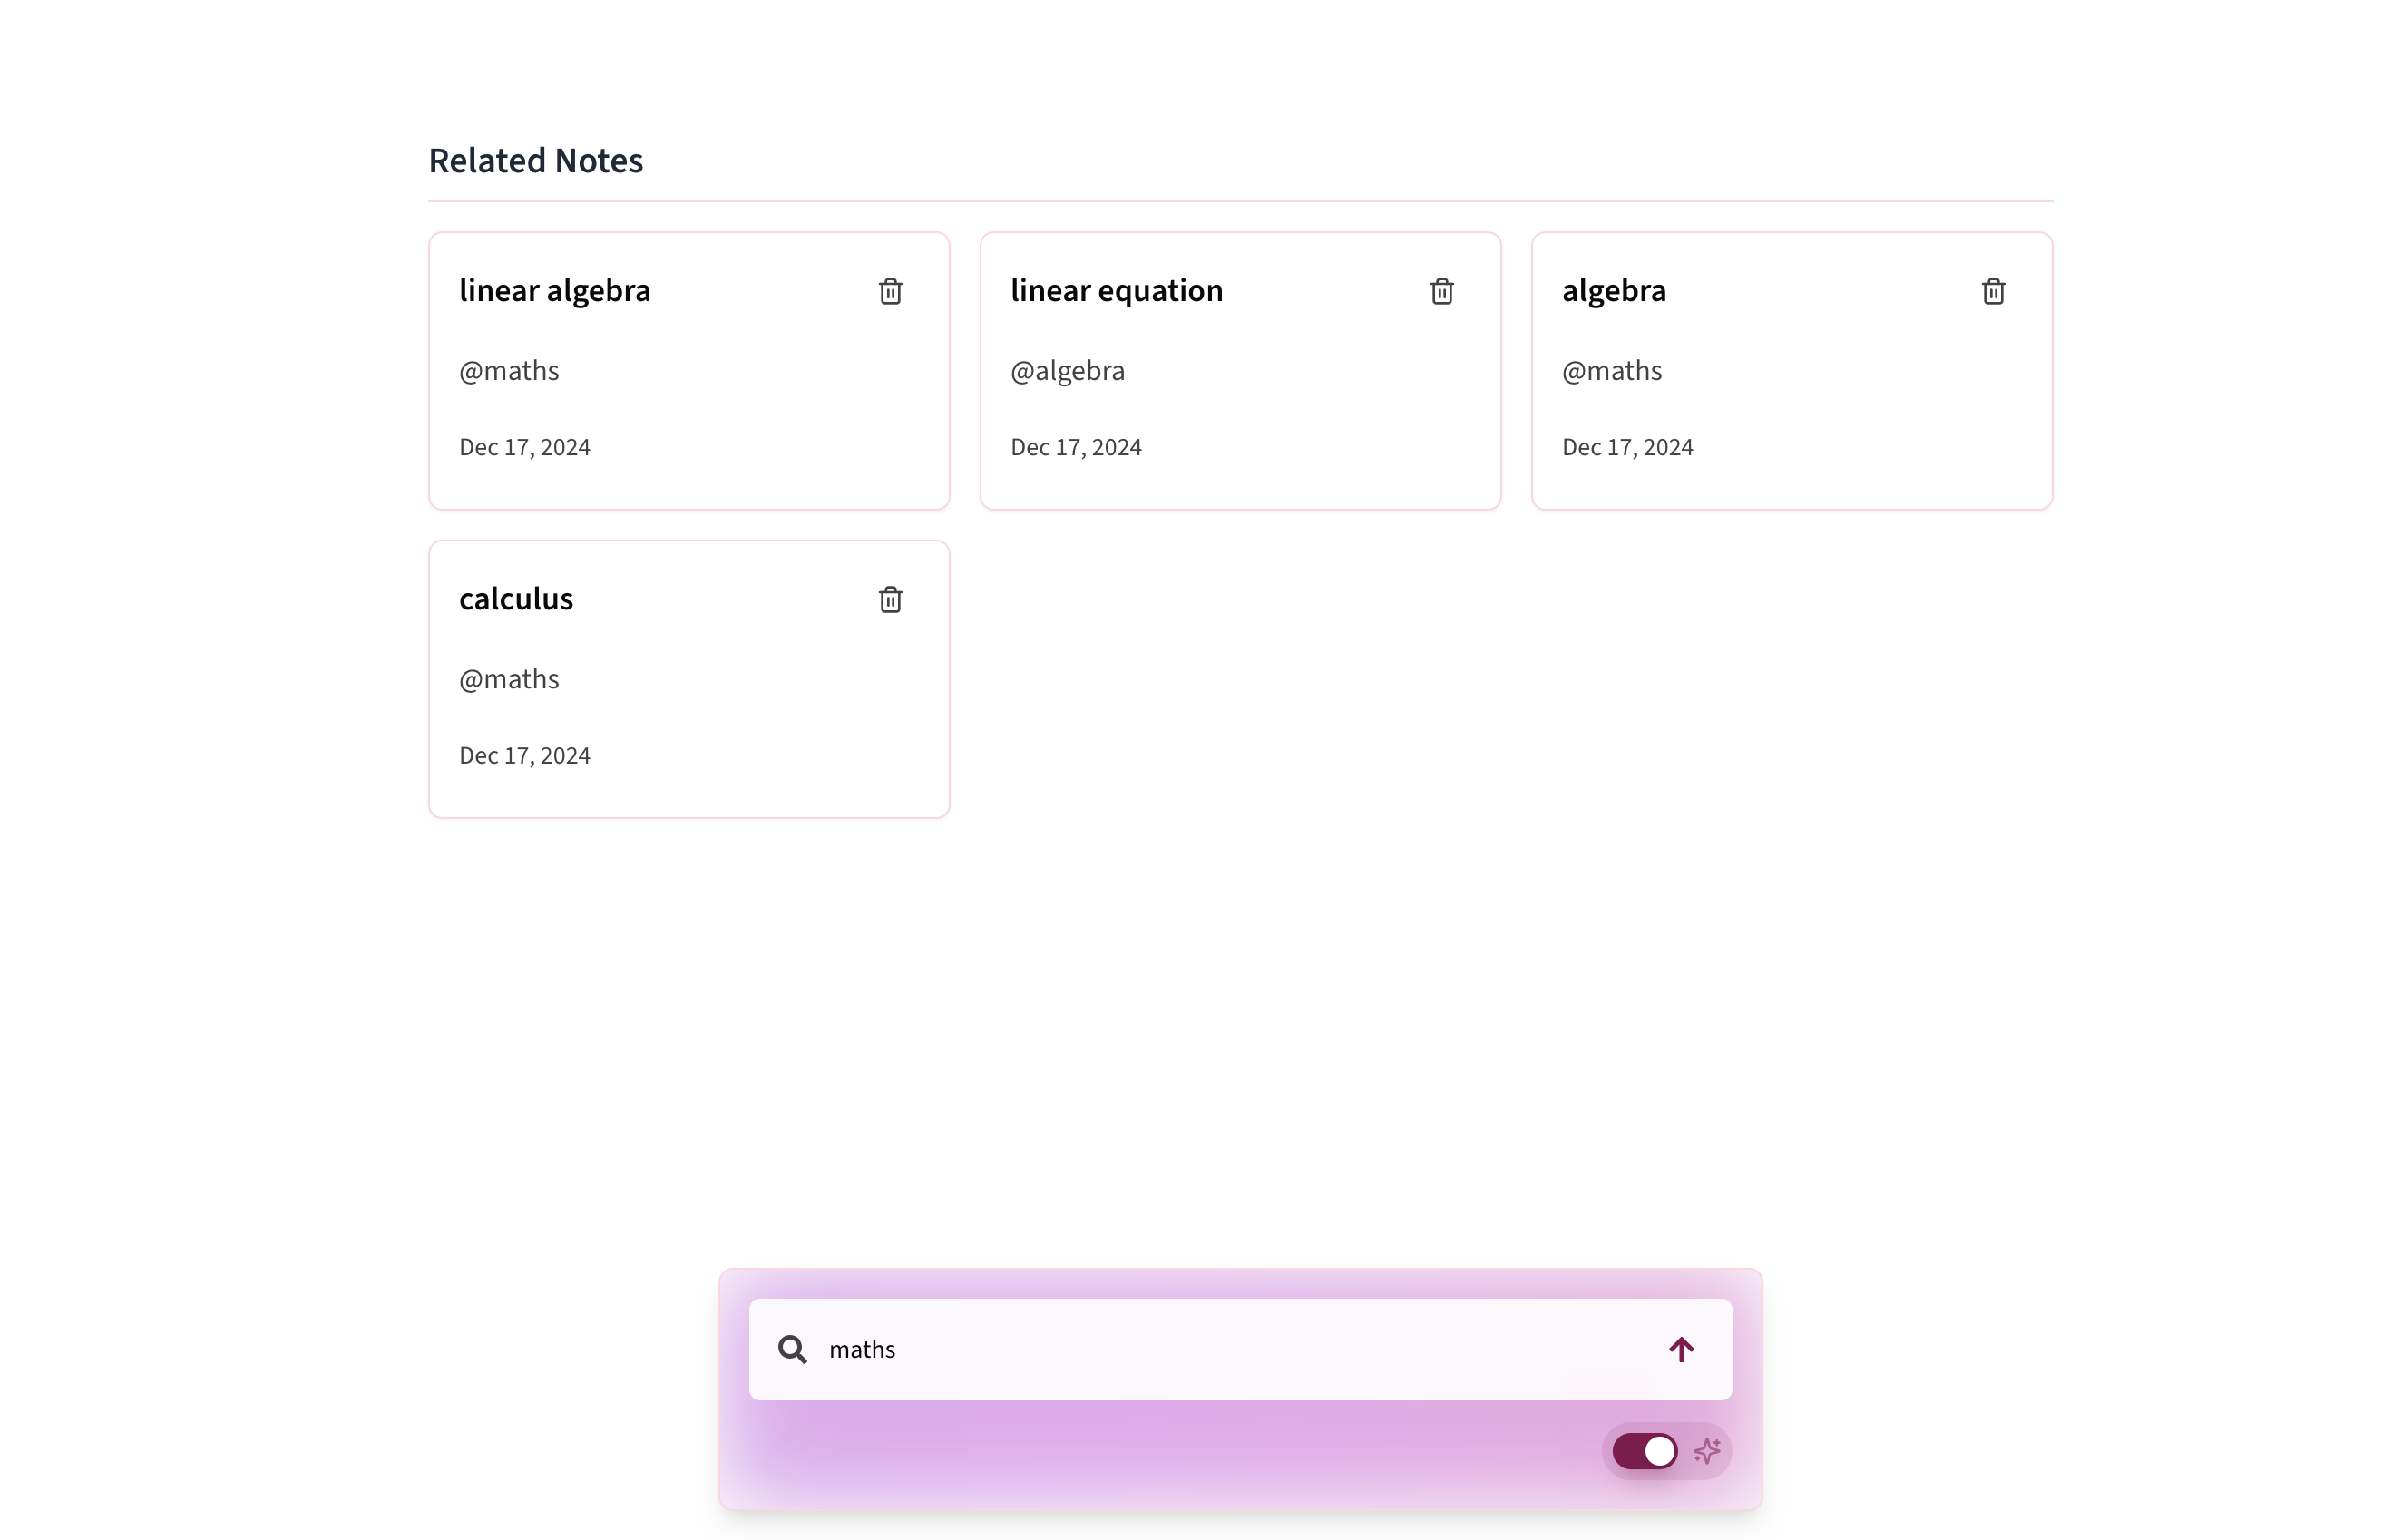 Related Notes
linear algebra
@maths
Dec 17, 2024
linear equation
@algebra
Dec 17, 2024
algebra
@maths
Dec 17, 2024
calculus
@maths
Dec 17, 2024
maths